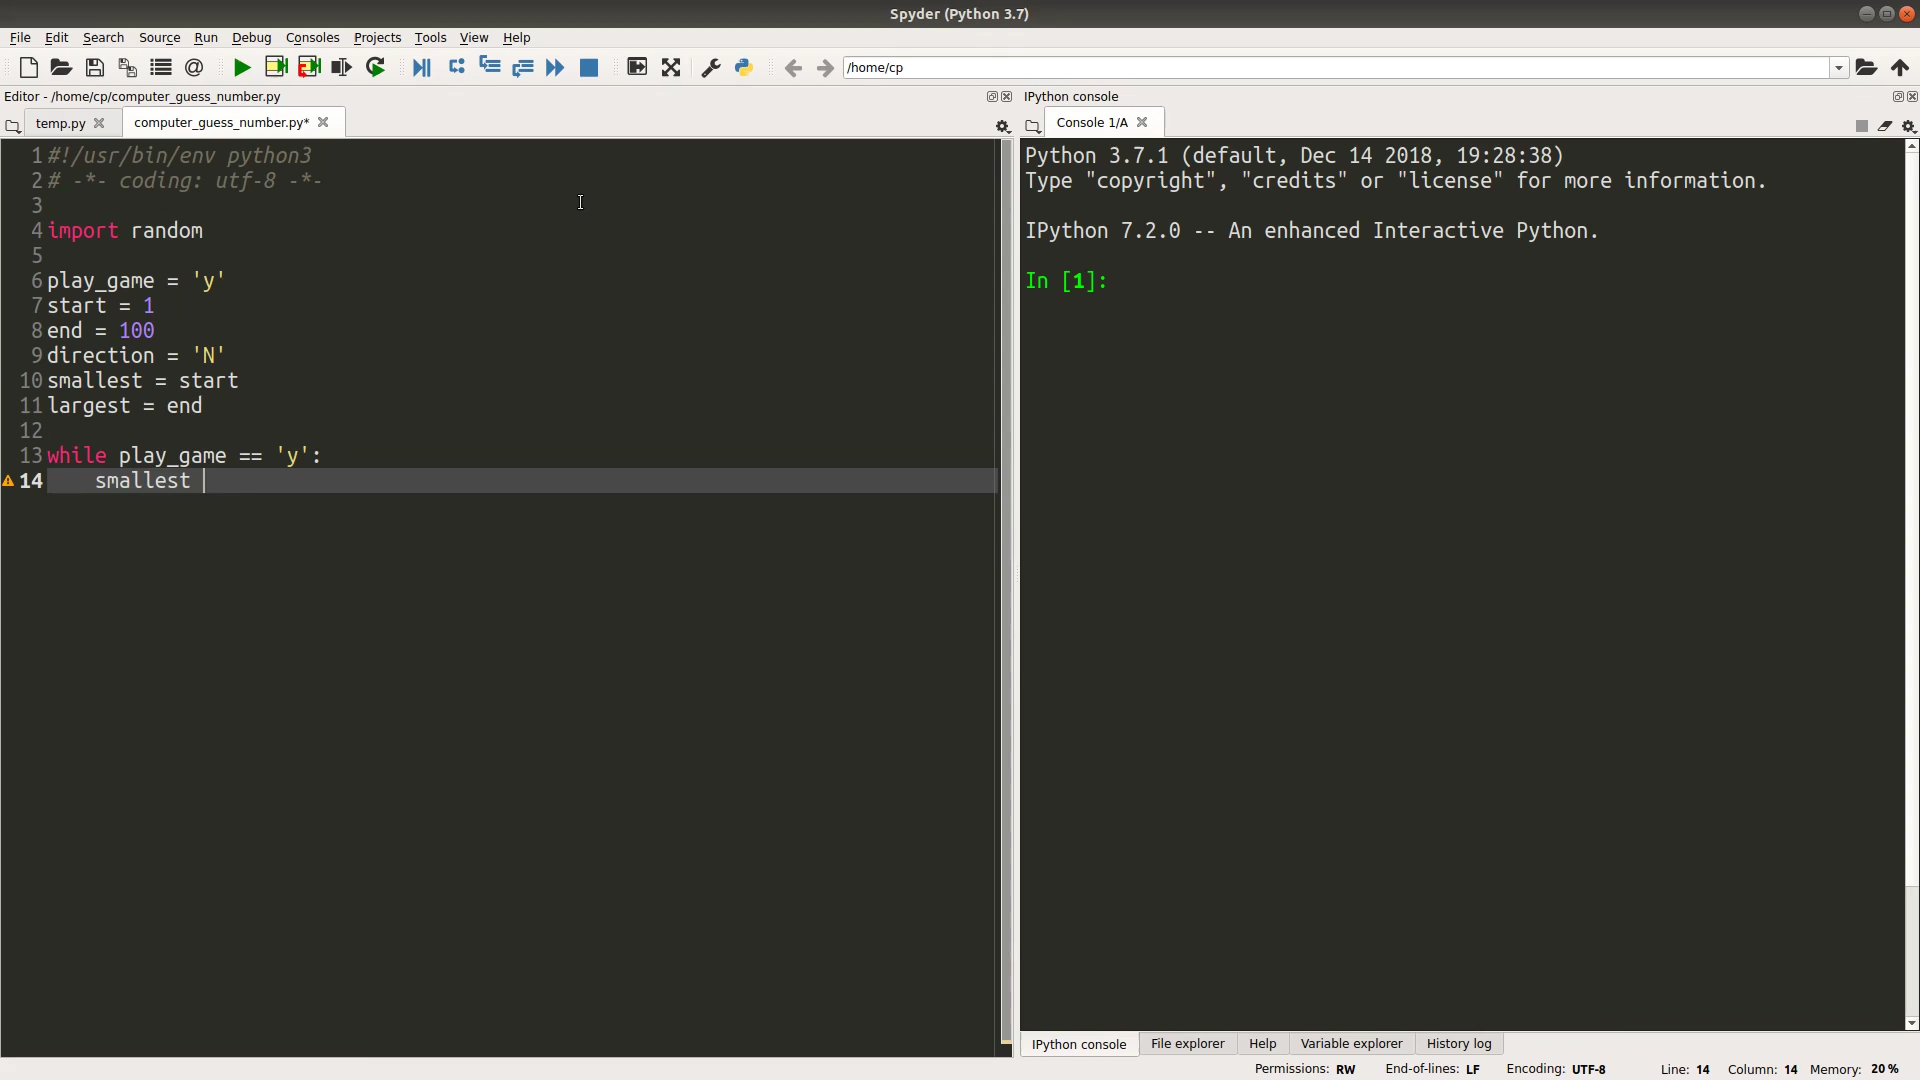 Spyder (Python 3.7)
File Edit Search Source Run Debug Consoles Projects Tools View Help
/home/cp
Editor - /home/cp/computer_guess_number.py
temp.py computer_guess_number.py*
1 #!/usr/bin/env python3
2 # -*- coding: utf-8 -*-
3
4 import random
5
6 play_game = 'y'
7 start = 1
8 end = 100
9 direction = 'N'
10 smallest = start
11 largest = end
12
13 while play_game == 'y':
14     smallest
IPython console
Console 1/A
Python 3.7.1 (default, Dec 14 2018, 19:28:38)
Type "copyright", "credits" or "license" for more information.
IPython 7.2.0 -- An enhanced Interactive Python.
In [1]:
IPython console File explorer Help Variable explorer History log
Permissions: RW End-of-lines: LF Encoding: UTF-8 Line: 14 Column: 14 Memory: 20 %